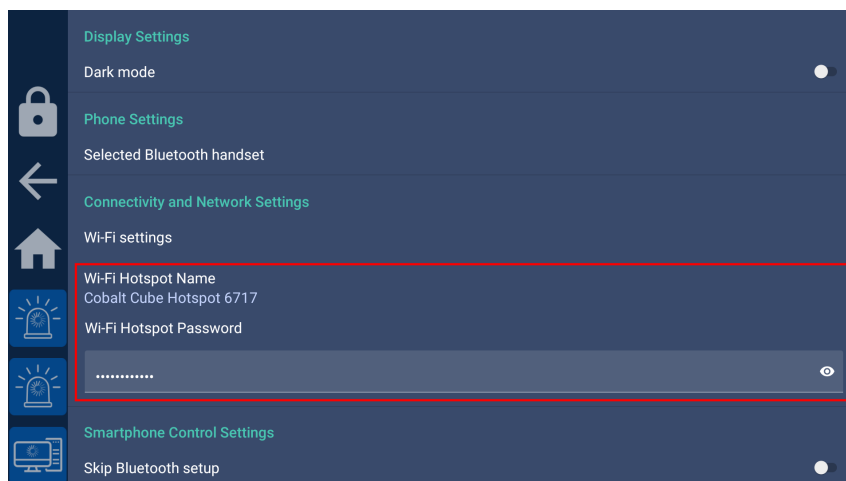 Display Settings
Dark mode
Phone Settings
Selected Bluetooth handset
Connectivity and Network Settings
Wi-Fi settings
Wi-Fi Hotspot Name
Cobalt Cube Hotspot 6717
Wi-Fi Hotspot Password
••••••••••••
Smartphone Control Settings
Skip Bluetooth setup